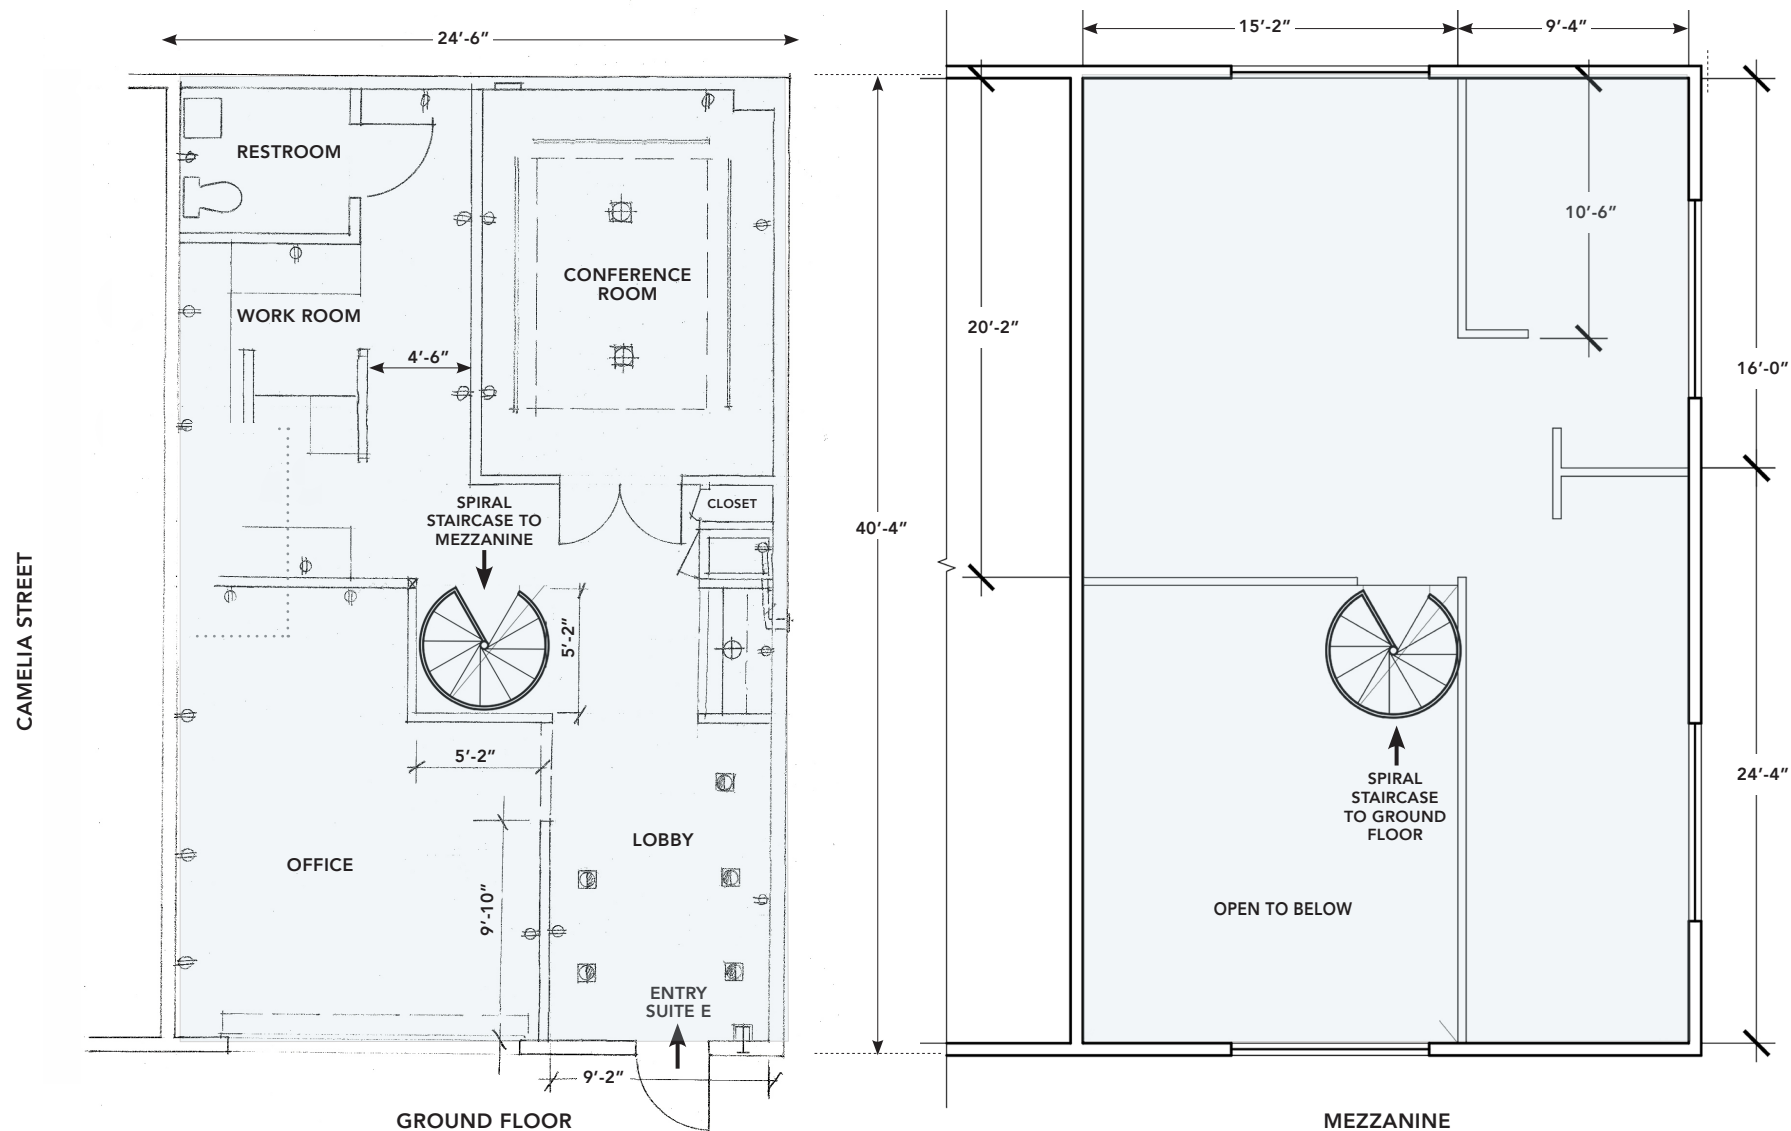 24’-6”
15’-2”
9’-4”
RESTROOM
10’-6”
CONFERENCE
ROOM
WORK ROOM
20’-2”
4’-6”
16’-0”
SPIRAL
STAIRCASE TO
MEZZANINE
CLOSET
40’-4”
CAMELIA STREET
5’-2”
5’-2”
SPIRAL
STAIRCASE
TO GROUND
FLOOR
24’-4”
LOBBY
OFFICE
9’-10”
OPEN TO BELOW
ENTRY
SUITE E
9’-2”
GROUND FLOOR
MEZZANINE